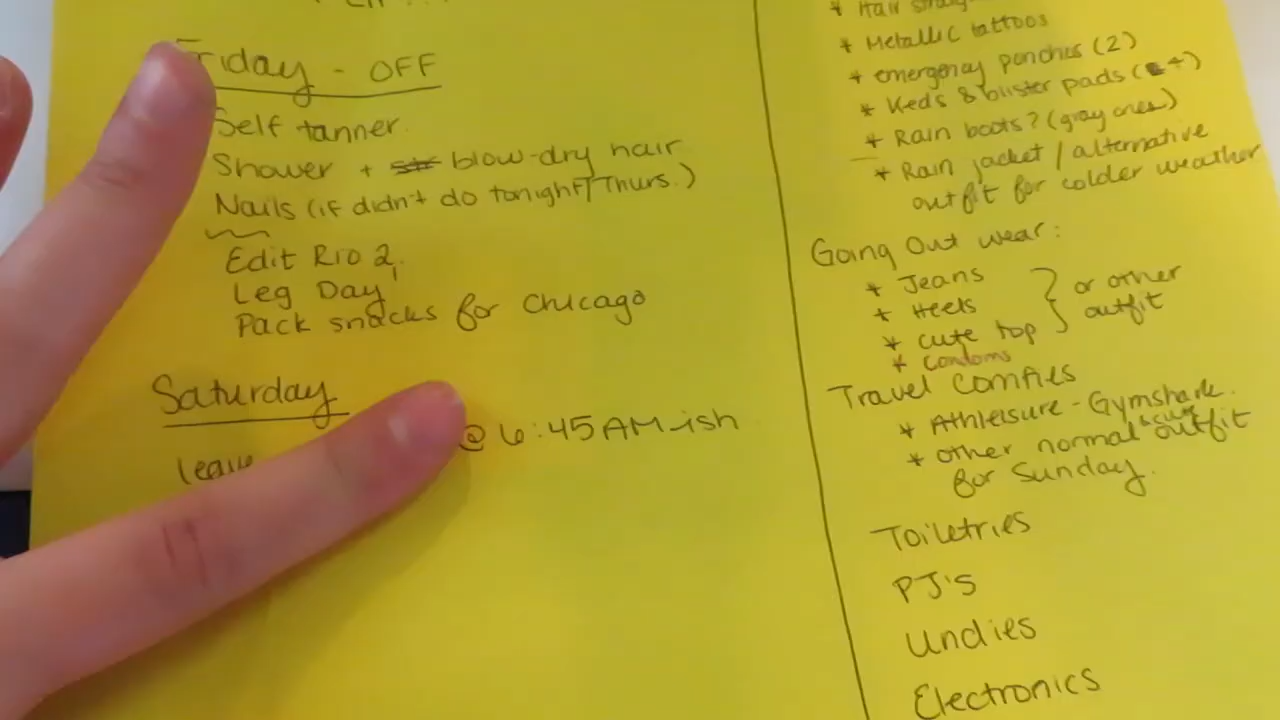 Friday - OFF
Self tanner.
Shower + blow-dry hair
Nails (if didn't do tonight/Thurs.)
Edit Rio 2,
Leg Day
Pack snacks for Chicago
Saturday
leave @ 6:45AM-ish
* Hair
* Metallic tattoos
* emergency ponchos (2)
* Keds & blister pads (4)
* Rain boots? (gray ones)
* Rain jacket / alternative
outfit for colder weather
Going Out wear:
* Jeans
* Heels } or other
* cute top } outfit
* Condoms
Travel Comfies
* Athleisure - Gymshark.
* other normal outfit
for Sunday.
Toiletries
PJ's
Undies
Electronics